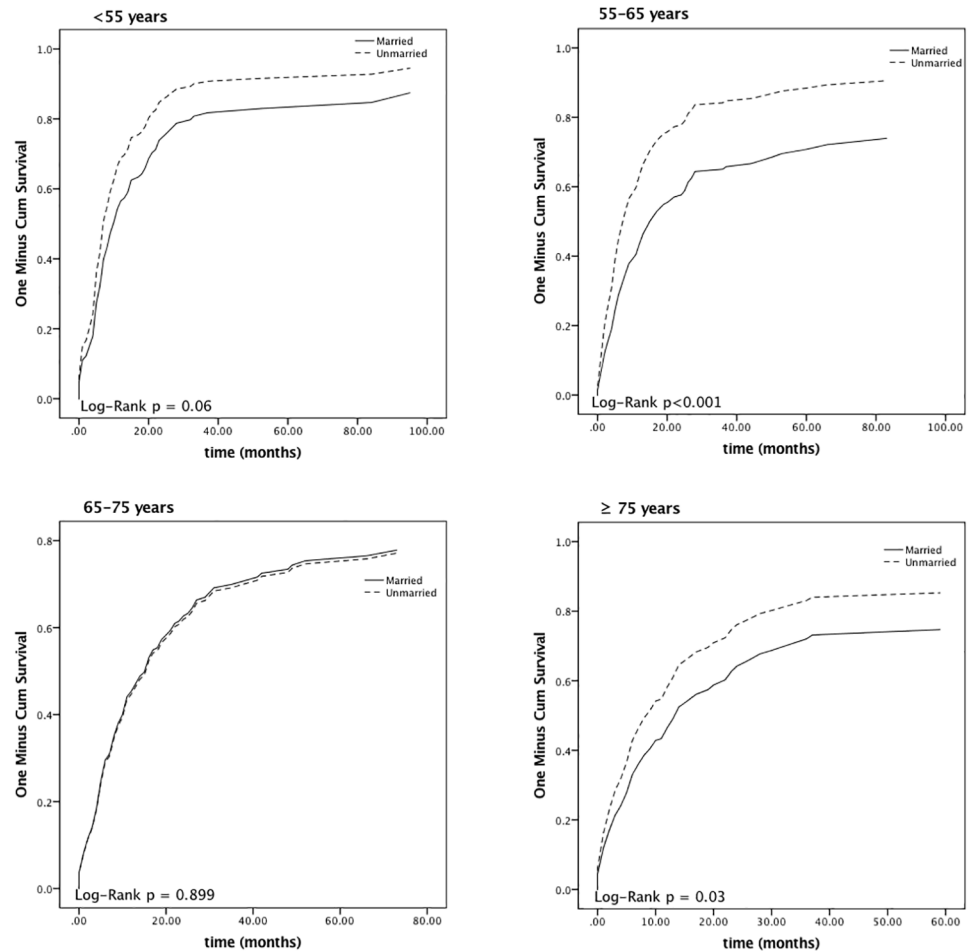 <55 years
Married
Unmarried
One Minus Cum Survival
1.0
0.8
0.6
0.4
0.2
0.0
Log-Rank p = 0.06
.00 20.00 40.00 60.00 80.00 100.00
time (months)
55-65 years
Married
Unmarried
One Minus Cum Survival
1.0
0.8
0.6
0.4
0.2
0.0
Log-Rank p<0.001
.00 20.00 40.00 60.00 80.00 100.00
time (months)
65-75 years
Married
Unmarried
One Minus Cum Survival
0.8
0.6
0.4
0.2
0.0
Log-Rank p = 0.899
.00 20.00 40.00 60.00 80.00
time (months)
≥ 75 years
Married
Unmarried
One Minus Cum Survival
1.0
0.8
0.6
0.4
0.2
0.0
Log-Rank p = 0.03
.00 10.00 20.00 30.00 40.00 50.00 60.00
time (months)